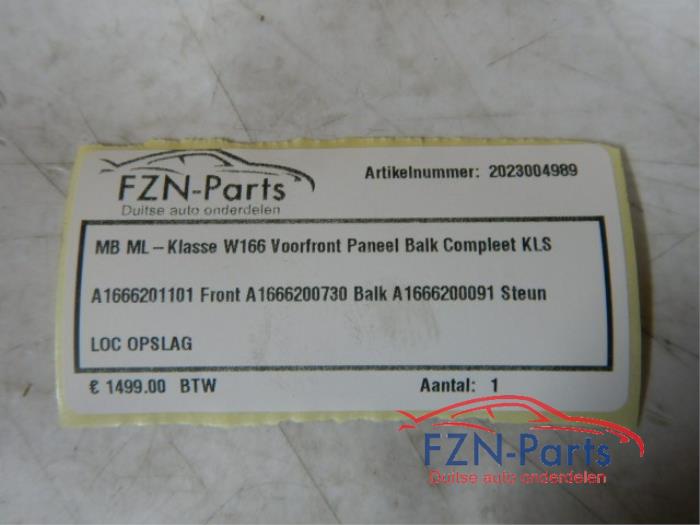 FZN-Parts
Duitse auto onderdelen
Artikelnummer: 2023004989
MB ML-Klasse W166 Voorfront Paneel Balk Compleet KLS
A1666201101 Front A1666200730 Balk A1666200091 Steun
LOC OPSLAG
€ 1499.00 BTW
Aantal: 1
FZN-Parts
Duitse auto onderdelen